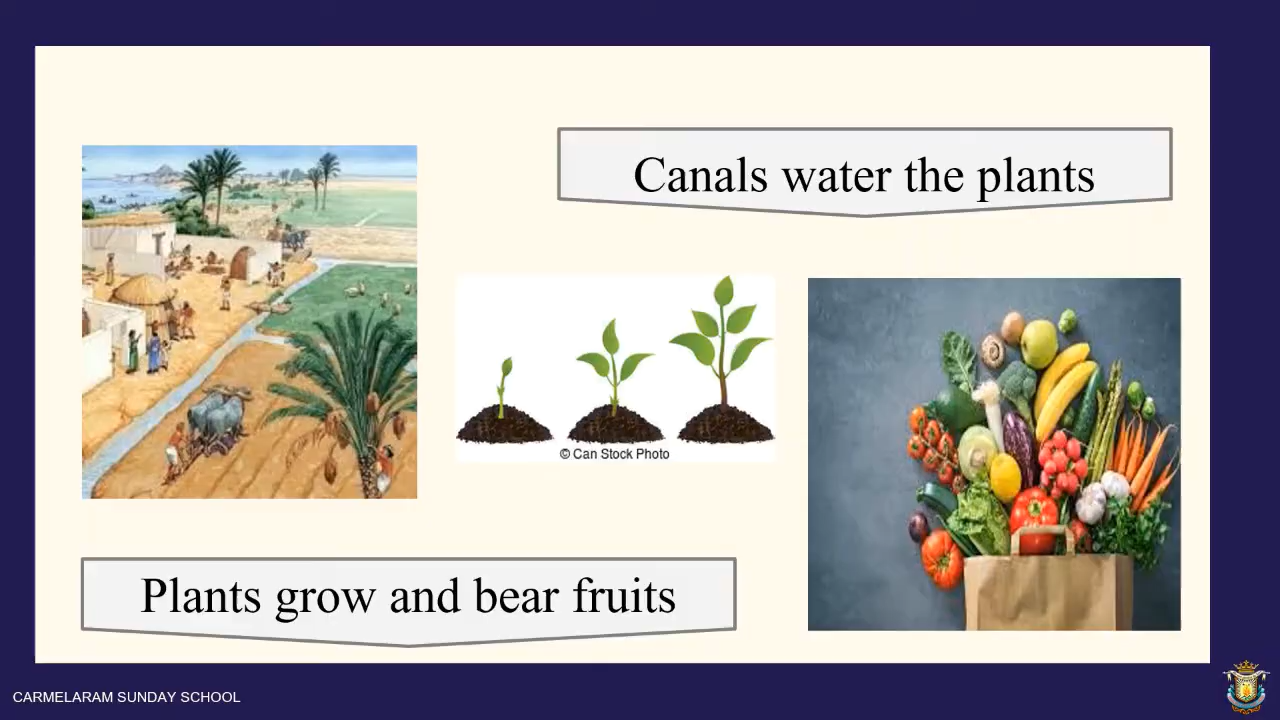 Canals water the plants
© Can Stock Photo
Plants grow and bear fruits
CARMELARAM SUNDAY SCHOOL